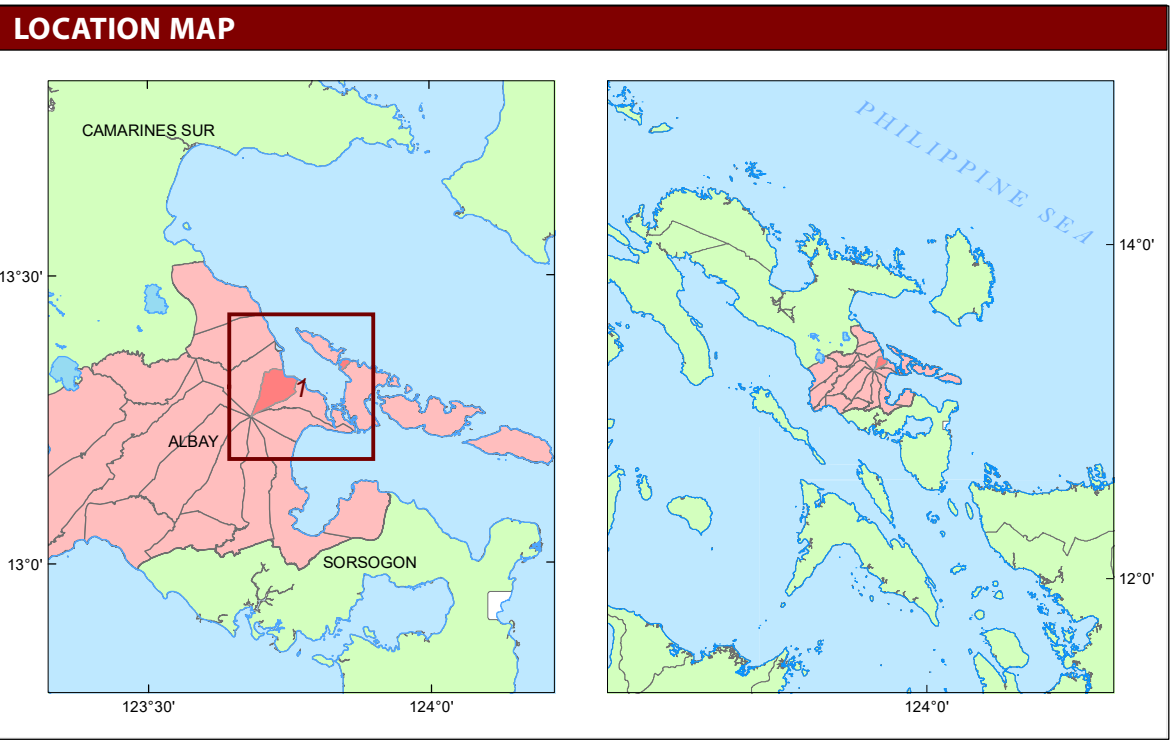 LOCATION MAP
CAMARINES SUR
PHILIPPINE SEA
14°0'
13°30'
1
ALBAY
SORSOGON
13°0'
12°0'
123°30'
124°0'
124°0'